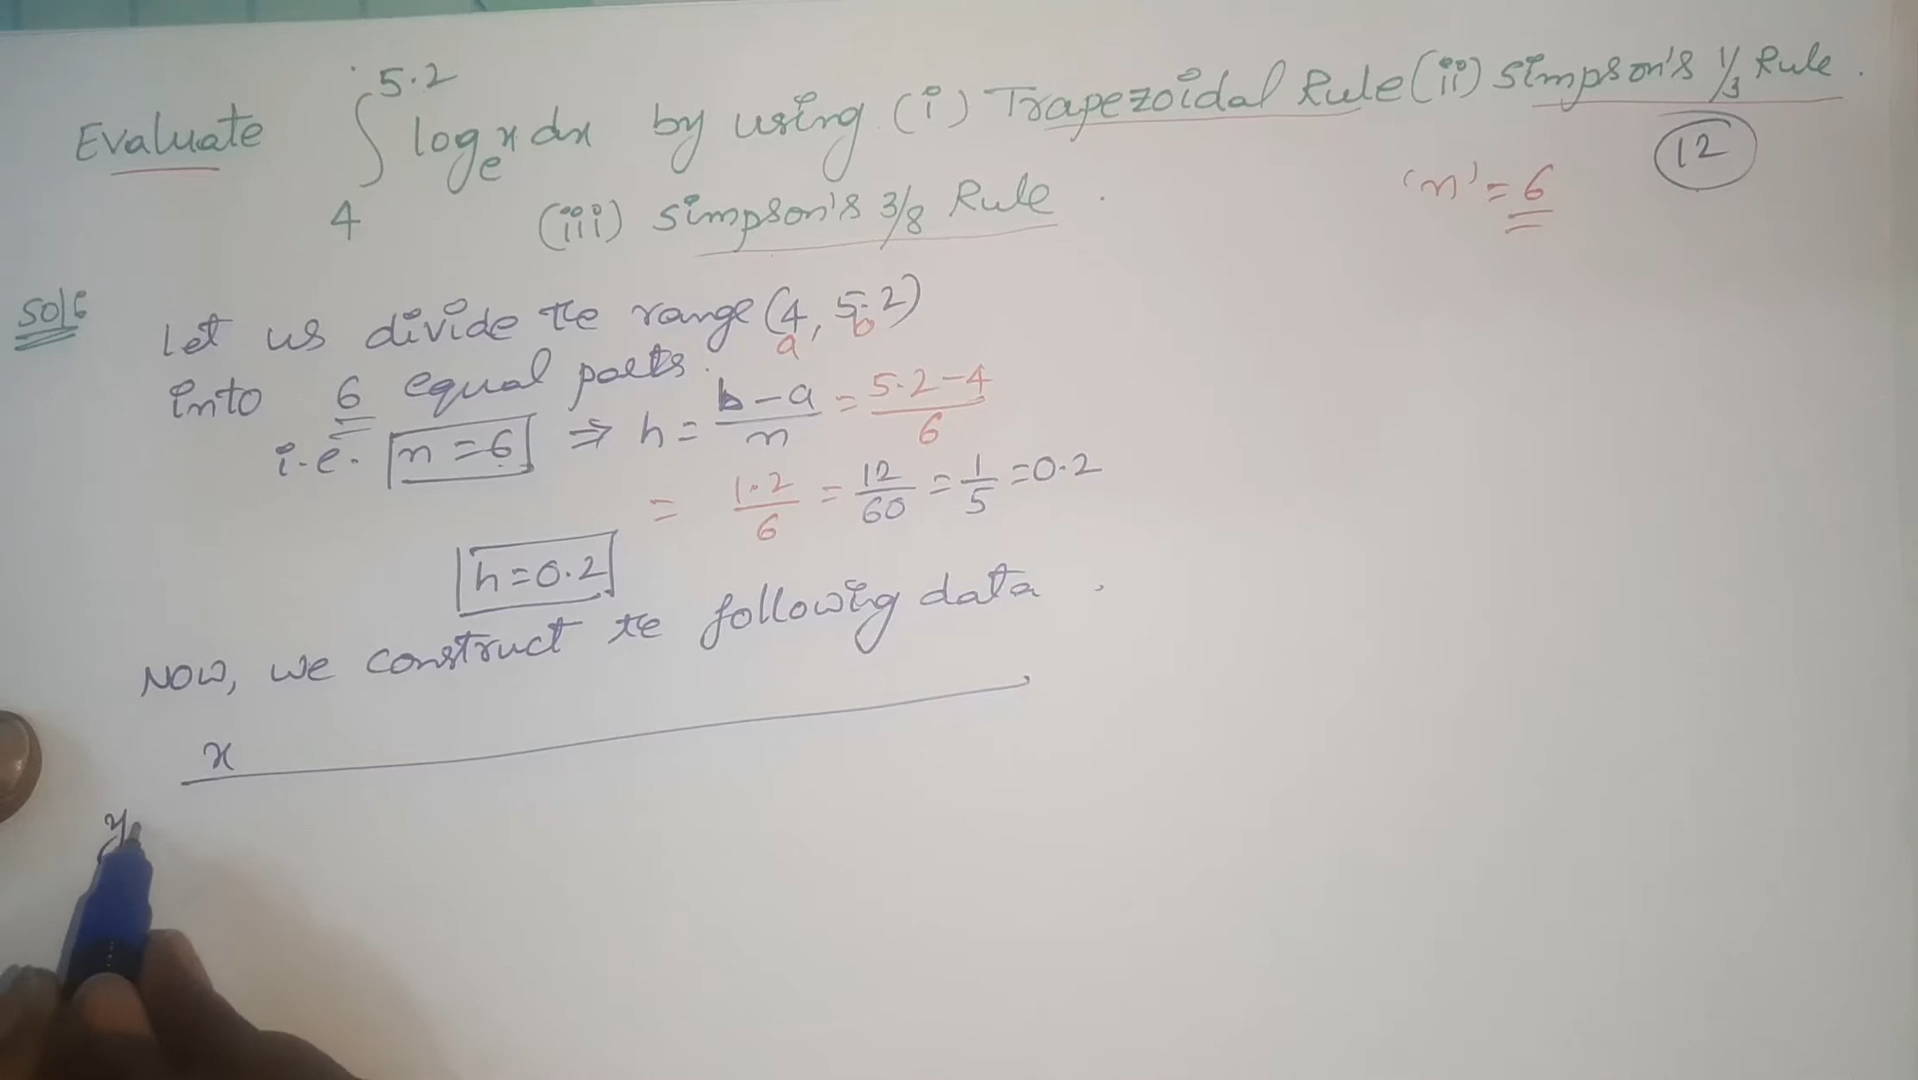 Evaluate ∫₄^5.2 logₑx dx by using (i) Trapezoidal Rule (ii) Simpson's 1/3 Rule.
(iii) Simpson's 3/8 Rule.
'n' = 6
12
Sol:
Let us divide the range (4, 5.2)
a b
into 6 equal parts.
i.e. n = 6 ⇒ h = b-a/n = 5.2-4/6
= 1.2/6 = 12/60 = 1/5 = 0.2
h = 0.2
Now, we construct the following data.
x
y